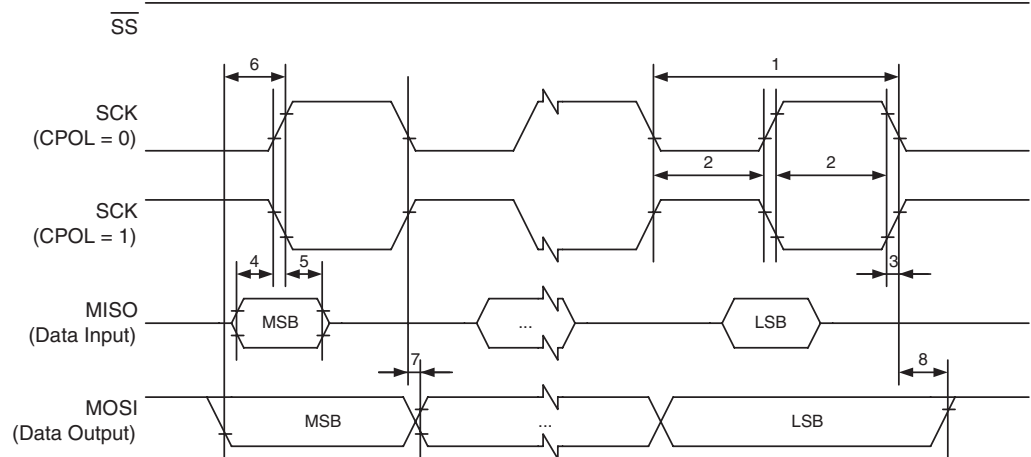 SS
6
1
SCK
(CPOL = 0)
2
2
SCK
(CPOL = 1)
4
5
3
MISO
(Data Input)
MSB
...
LSB
7
8
MOSI
(Data Output)
MSB
...
LSB